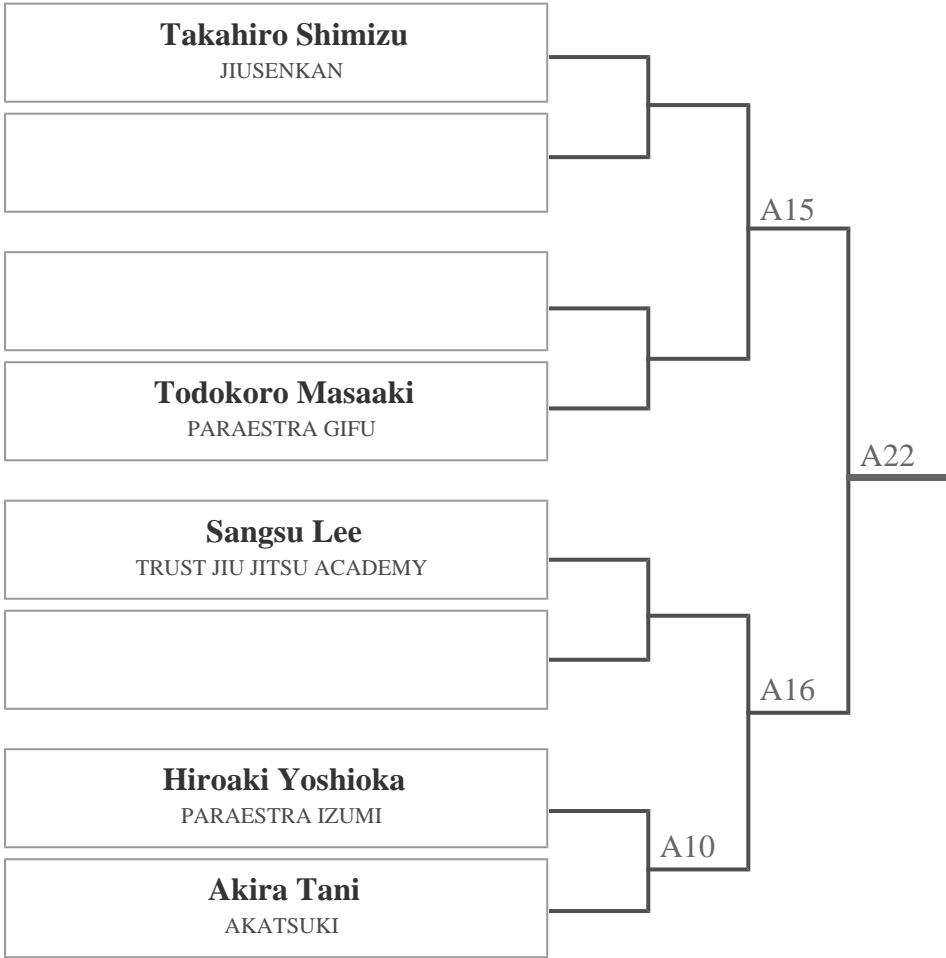 Takahiro Shimizu
JIUSENKAN
A15
Todokoro Masaaki
PARAESTRA GIFU
A22
Sangsu Lee
TRUST JIU JITSU ACADEMY
A16
Hiroaki Yoshioka
PARAESTRA IZUMI
A10
Akira Tani
AKATSUKI